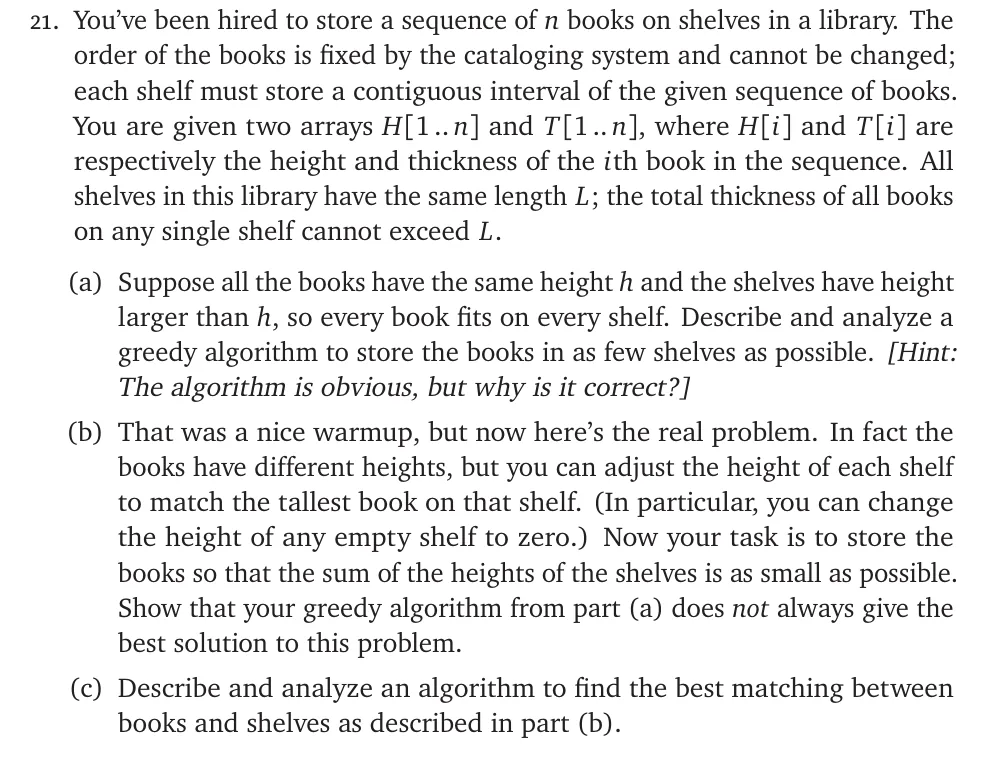 21. You’ve been hired to store a sequence of n books on shelves in a library. The
order of the books is fixed by the cataloging system and cannot be changed;
each shelf must store a contiguous interval of the given sequence of books.
You are given two arrays H[1..n] and T[1..n], where H[i] and T[i] are
respectively the height and thickness of the ith book in the sequence. All
shelves in this library have the same length L; the total thickness of all books
on any single shelf cannot exceed L.
(a) Suppose all the books have the same height h and the shelves have height
larger than h, so every book fits on every shelf. Describe and analyze a
greedy algorithm to store the books in as few shelves as possible. [Hint:
The algorithm is obvious, but why is it correct?]
(b) That was a nice warmup, but now here’s the real problem. In fact the
books have different heights, but you can adjust the height of each shelf
to match the tallest book on that shelf. (In particular, you can change
the height of any empty shelf to zero.) Now your task is to store the
books so that the sum of the heights of the shelves is as small as possible.
Show that your greedy algorithm from part (a) does not always give the
best solution to this problem.
(c) Describe and analyze an algorithm to find the best matching between
books and shelves as described in part (b).